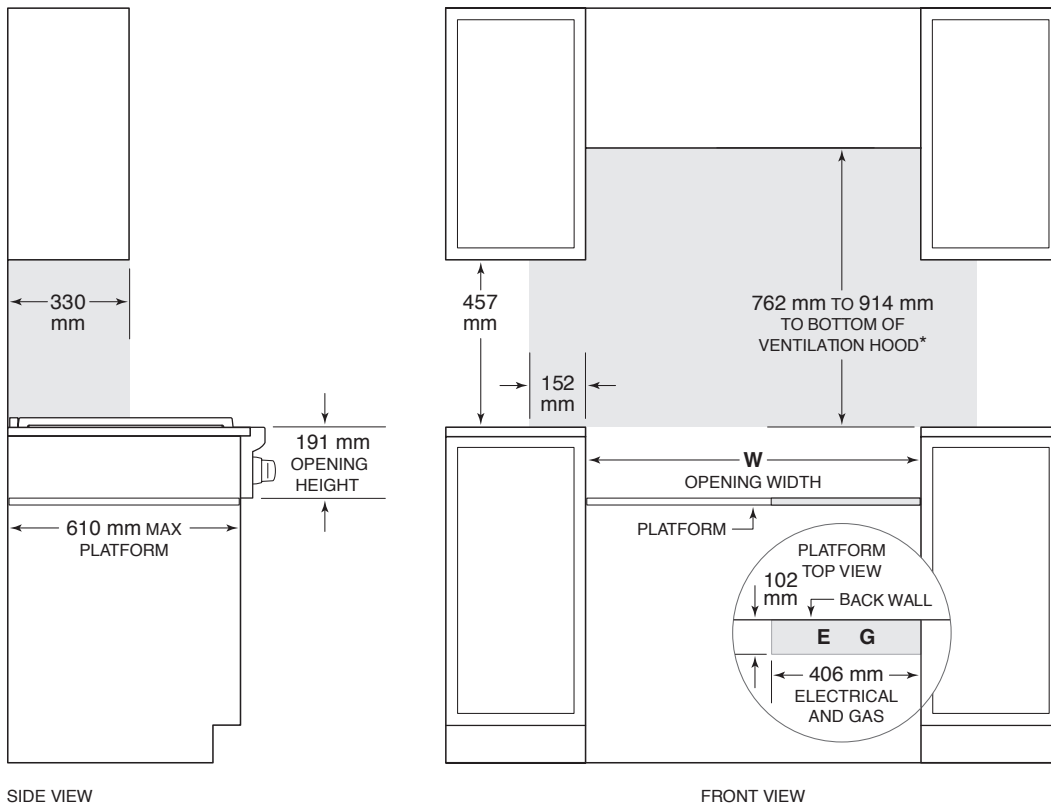 330
mm
191 mm
OPENING
HEIGHT
610 mm MAX
PLATFORM
SIDE VIEW
457
mm
152
mm
762 mm TO 914 mm
TO BOTTOM OF
VENTILATION HOOD*
W
OPENING WIDTH
PLATFORM
PLATFORM
TOP VIEW
102
mm
BACK WALL
E G
406 mm
ELECTRICAL
AND GAS
FRONT VIEW